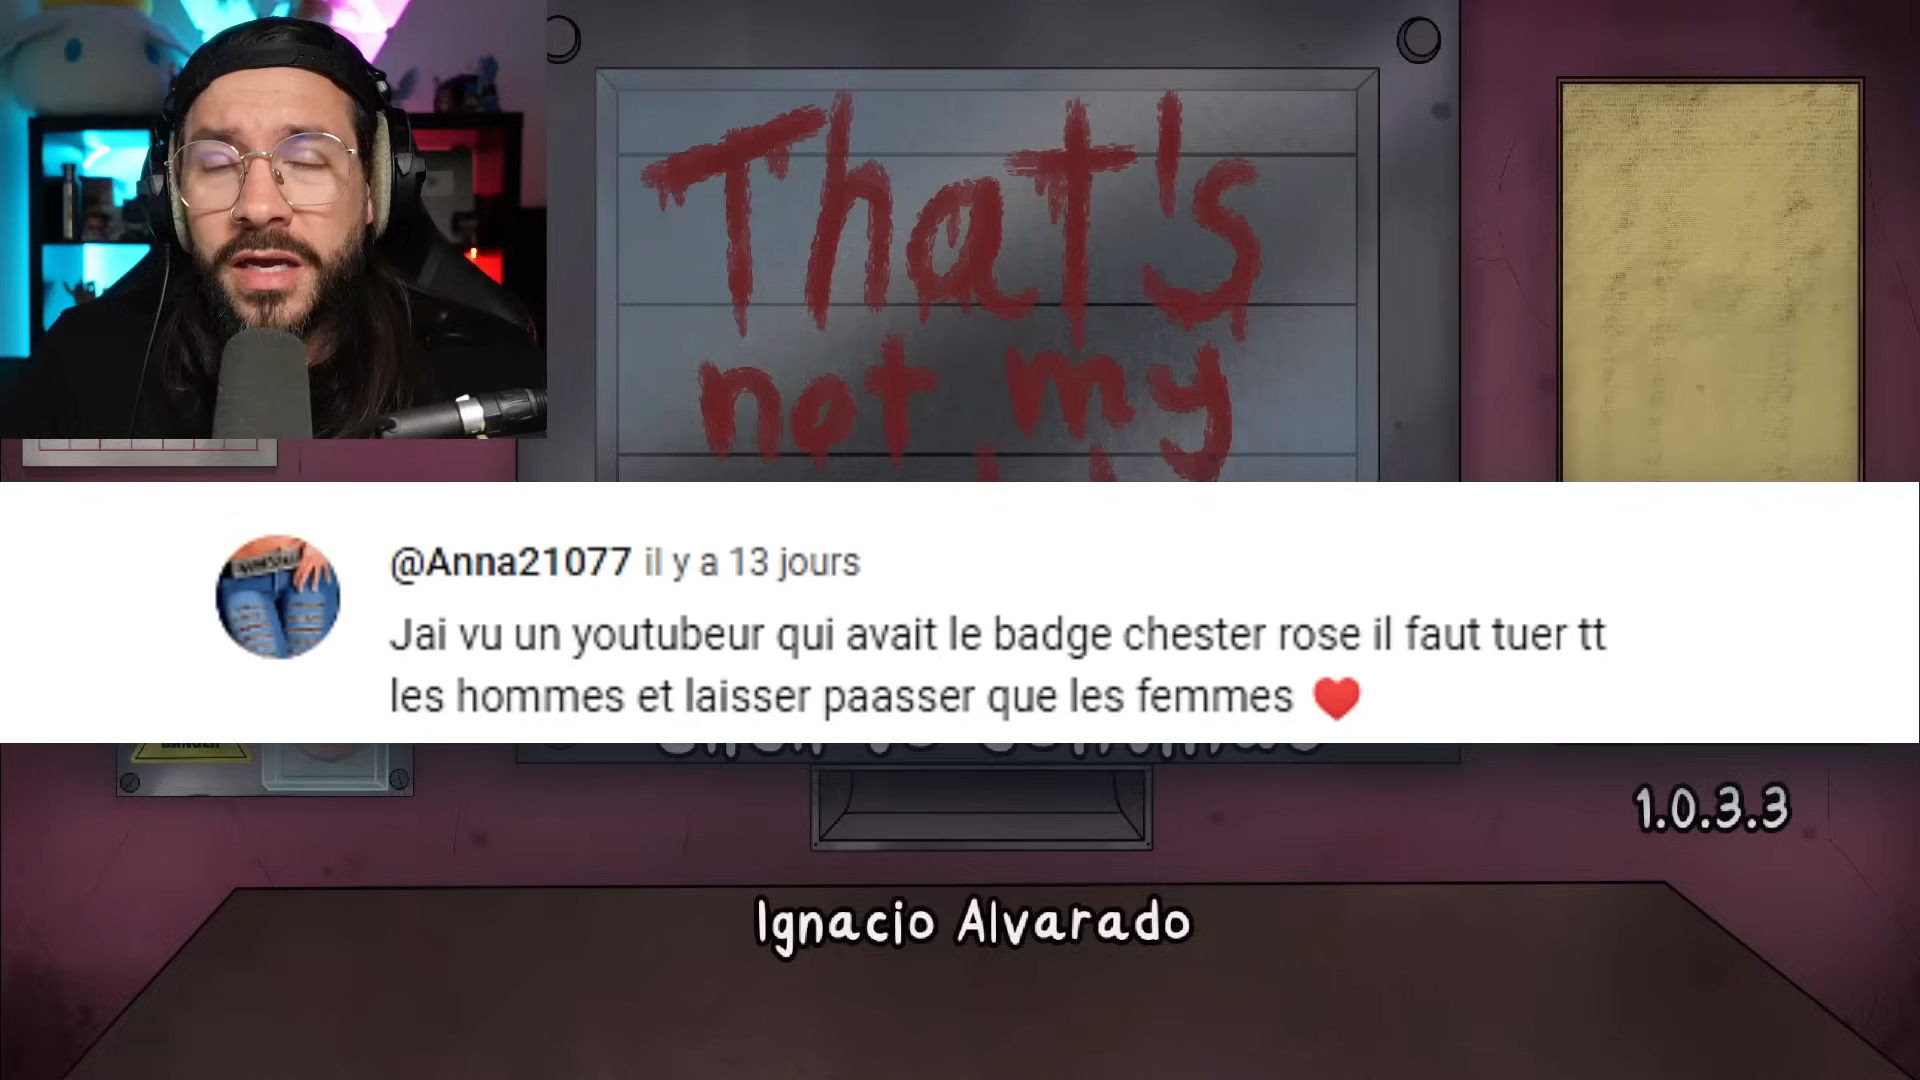 That's
not my
@Anna21077 il y a 13 jours
Jai vu un youtubeur qui avait le badge chester rose il faut tuer tt
les hommes et laisser paasser que les femmes ❤️
1.0.3.3
Ignacio Alvarado